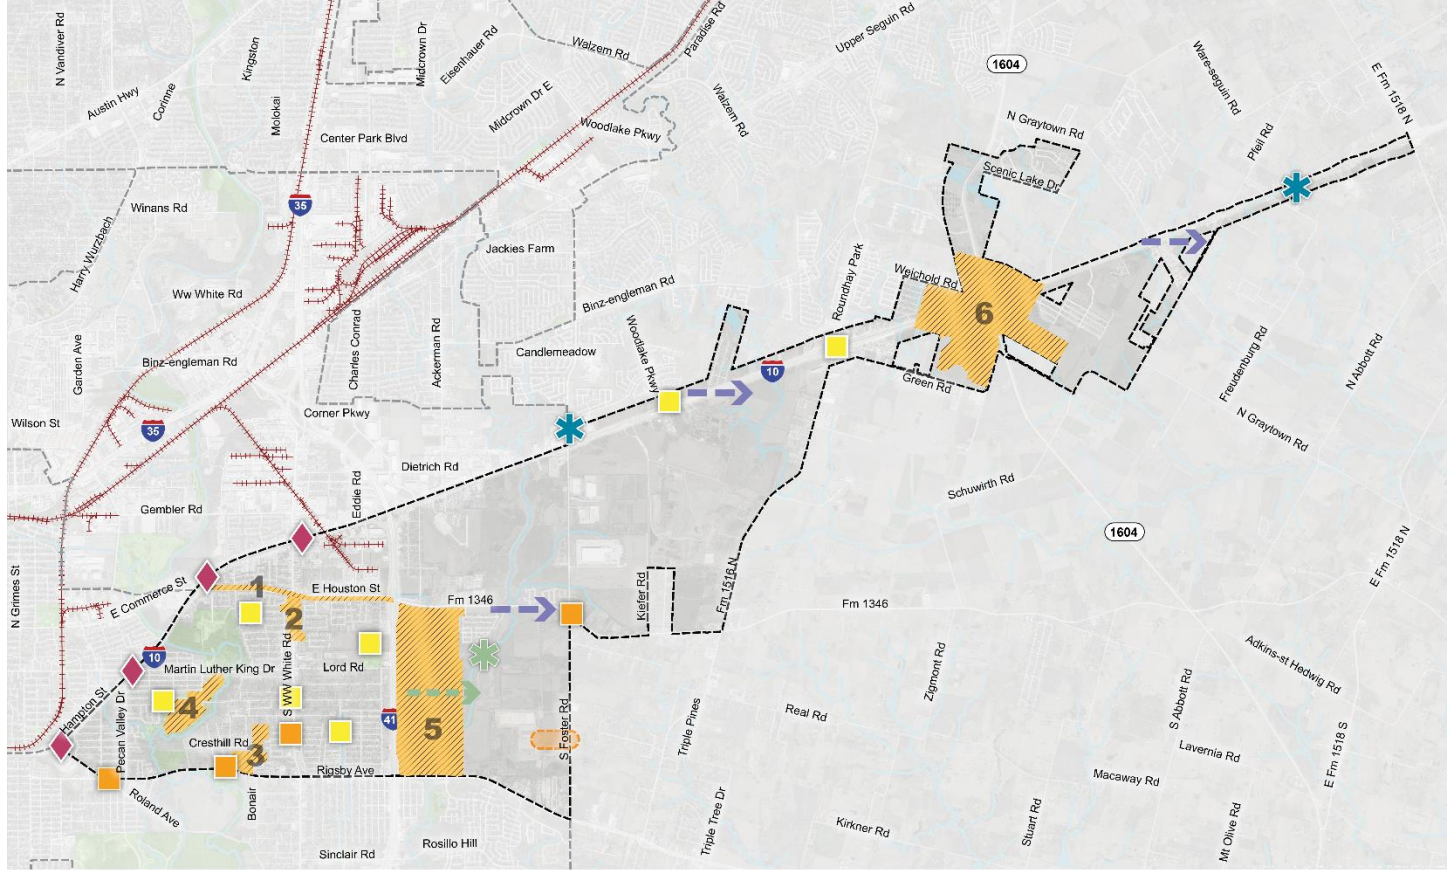 N Vandiver Rd
Kingston
Midcrown Dr
Eisenhauer Rd
Walzem Rd
Paradise Rd
Upper Seguin Rd
1604
Ware-seguin Rd
E Fm 1518 N
Austin Hwy
Corinne
Molokai
Center Park Blvd
Midcrown Dr E
Woodlake Pkwy
Walzem Rd
N Graytown Rd
Pfeil Rd
Scenic Lake Dr
Winans Rd
35
Harry Wurzbach
Jackies Farm
Ww White Rd
Binz-engleman Rd
Roundhay Park
Weichold Rd
6
Garden Ave
Binz-engleman Rd
Charles Conrad
Ackerman Rd
Candlemeadow
Woodlake Pkwy
10
Green Rd
Freudenburg Rd
N Abbott Rd
Wilson St
35
Corner Pkwy
N Graytown Rd
Dietrich Rd
Eddie Rd
Schuwirth Rd
Gembler Rd
1604
N Grimes St
E Commerce St
1
E Houston St
Fm 1346
Kiefer Rd
Fm 1516 N
Fm 1346
E Fm 1518 N
2
10
Martin Luther King Dr
S WW White Rd
Lord Rd
Zigmont Rd
Adkins-st Hedwig Rd
Hampton St
Pecan Valley Dr
4
41
5
S Foster Rd
Triple Pines
Real Rd
S Abbott Rd
Cresthill Rd
3
Rigsby Ave
Lavernia Rd
E Fm 1518 S
Macaway Rd
Roland Ave
Bonair
Triple Tree Dr
Kirkner Rd
Stuart Rd
Mt Olive Rd
Sinclair Rd
Rosillo Hill